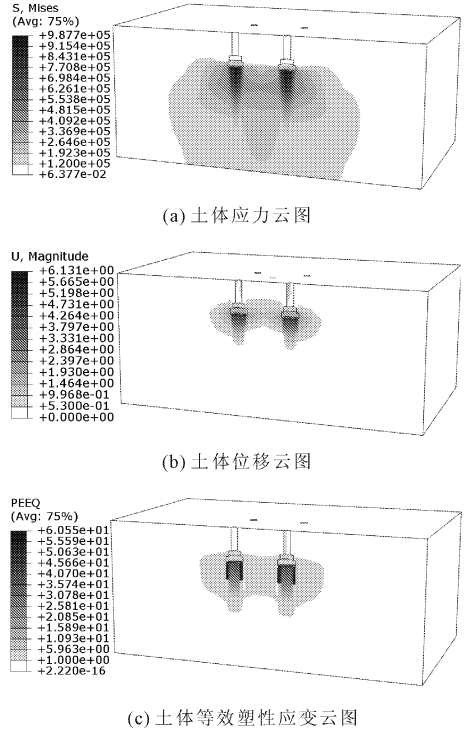 S, Mises
(Avg: 75%)
+9.877e+05
+9.154e+05
+8.431e+05
+7.708e+05
+6.984e+05
+6.261e+05
+5.538e+05
+4.815e+05
+4.092e+05
+3.369e+05
+2.646e+05
+1.923e+05
+1.200e+05
+6.377e-02
(a) 土体应力云图
U, Magnitude
+6.131e+00
+5.665e+00
+5.198e+00
+4.731e+00
+4.264e+00
+3.797e+00
+3.331e+00
+2.864e+00
+2.397e+00
+1.930e+00
+1.464e+00
+9.968e-01
+5.300e-01
+0.000e+00
(b) 土体位移云图
PEEQ
(Avg: 75%)
+6.055e+01
+5.559e+01
+5.063e+01
+4.566e+01
+4.070e+01
+3.574e+01
+3.078e+01
+2.581e+01
+2.085e+01
+1.589e+01
+1.093e+01
+5.963e+00
+1.000e+00
+2.220e-16
(c) 土体等效塑性应变云图